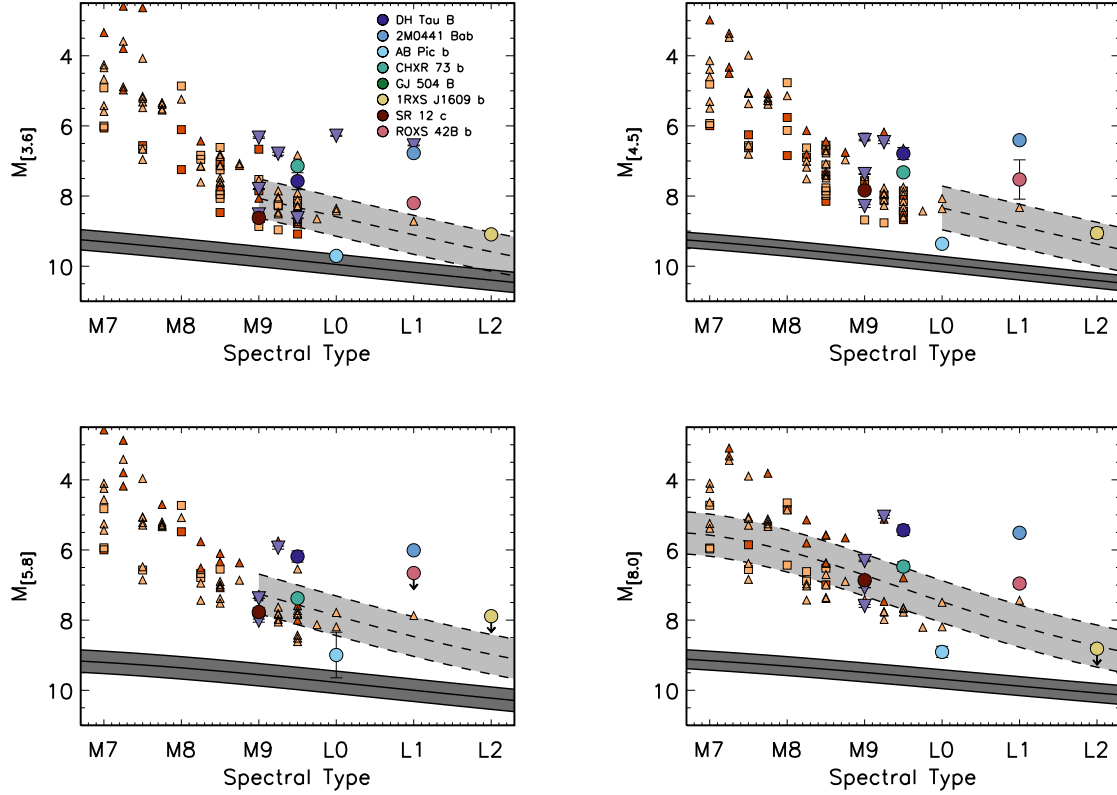 4
6
8
10
M[3.6]
M7 M8 M9 L0 L1 L2
Spectral Type
DH Tau B
2M0441 Bab
AB Pic b
CHXR 73 b
GJ 504 B
1RXS J1609 b
SR 12 c
ROXS 42B b
4
6
8
10
M[4.5]
M7 M8 M9 L0 L1 L2
Spectral Type
4
6
8
10
M[5.8]
M7 M8 M9 L0 L1 L2
Spectral Type
4
6
8
10
M[8.0]
M7 M8 M9 L0 L1 L2
Spectral Type